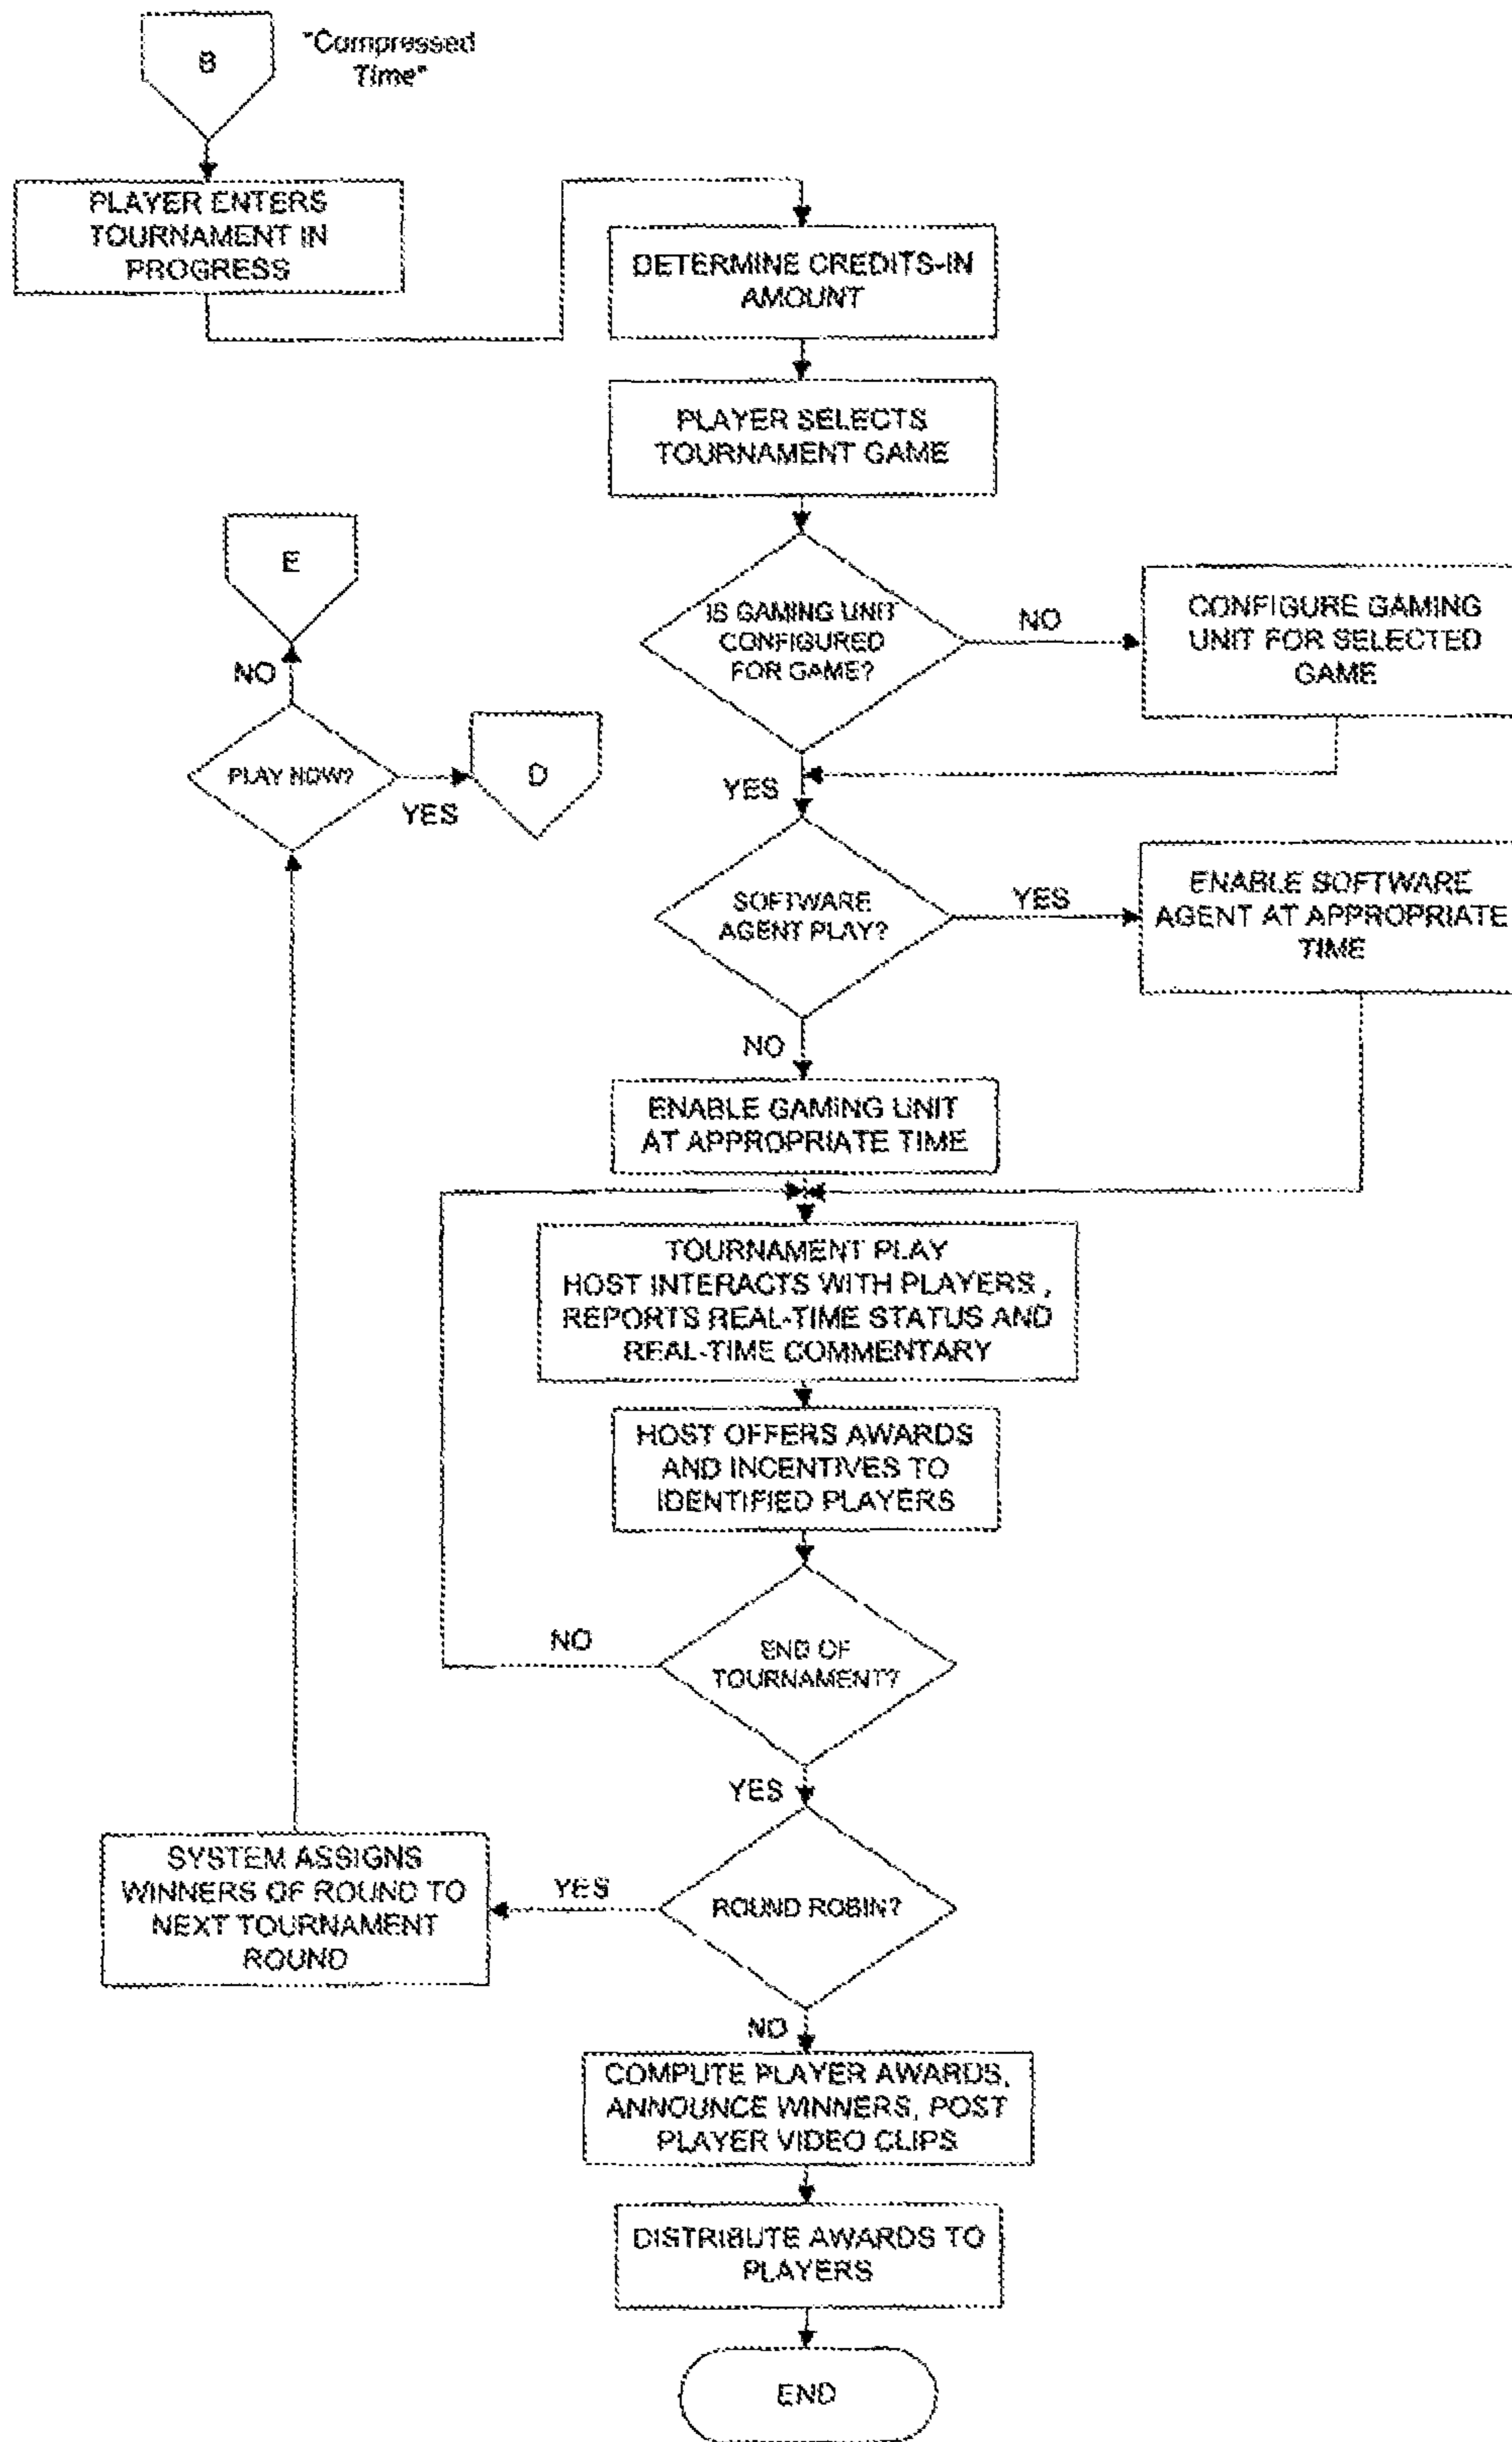 B
"Compressed
Time"
PLAYER ENTERS
TOURNAMENT IN
PROGRESS
DETERMINE CREDITS-IN
AMOUNT
PLAYER SELECTS
TOURNAMENT GAME
E
IS GAMING UNIT
CONFIGURED
FOR GAME?
NO
CONFIGURE GAMING
UNIT FOR SELECTED
GAME
NO
PLAY NOW?
YES
D
YES
SOFTWARE
AGENT PLAY?
YES
ENABLE SOFTWARE
AGENT AT APPROPRIATE
TIME
NO
ENABLE GAMING UNIT
AT APPROPRIATE TIME
TOURNAMENT PLAY
HOST INTERACTS WITH PLAYERS ,
REPORTS REAL-TIME STATUS AND
REAL-TIME COMMENTARY
HOST OFFERS AWARDS
AND INCENTIVES TO
IDENTIFIED PLAYERS
NO
END OF
TOURNAMENT?
YES
SYSTEM ASSIGNS
WINNERS OF ROUND TO
NEXT TOURNAMENT
ROUND
YES
ROUND ROBIN?
NO
COMPUTE PLAYER AWARDS,
ANNOUNCE WINNERS, POST
PLAYER VIDEO CLIPS
DISTRIBUTE AWARDS TO
PLAYERS
END